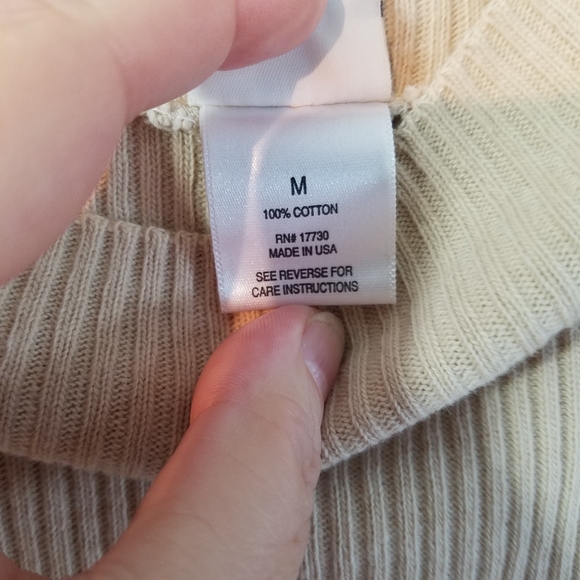 M
100% COTTON
RN# 17730
MADE IN USA
SEE REVERSE FOR
CARE INSTRUCTIONS